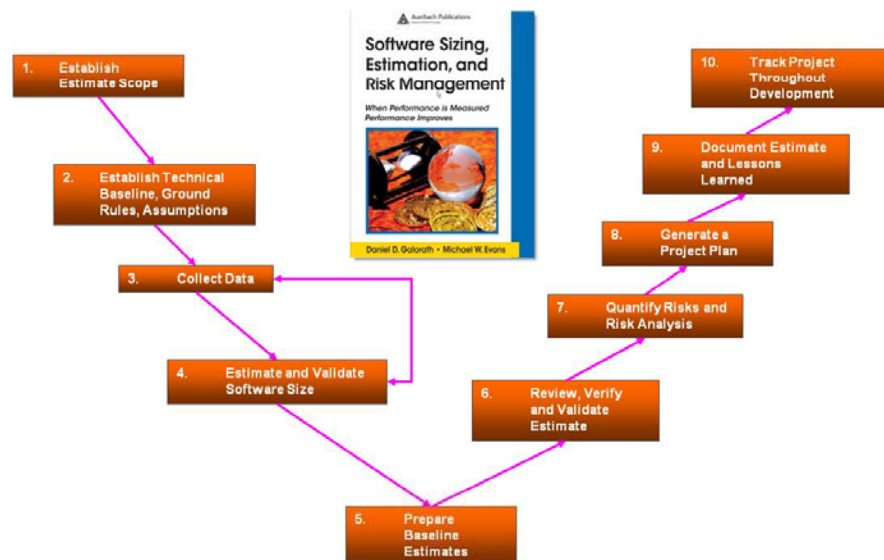 Auerbach Publications
Software Sizing,
Estimation, and
Risk Management
When Performance is Measured
Performance Improves
Daniel D. Galorath • Michael W. Evans
1. Establish
Estimate Scope
2. Establish Technical
Baseline, Ground
Rules, Assumptions
3. Collect Data
4. Estimate and Validate
Software Size
5. Prepare
Baseline
Estimates
6. Review, Verify
and Validate
Estimate
7. Quantify Risks and
Risk Analysis
8. Generate a
Project Plan
9. Document Estimate
and Lessons
Learned
10. Track Project
Throughout
Development